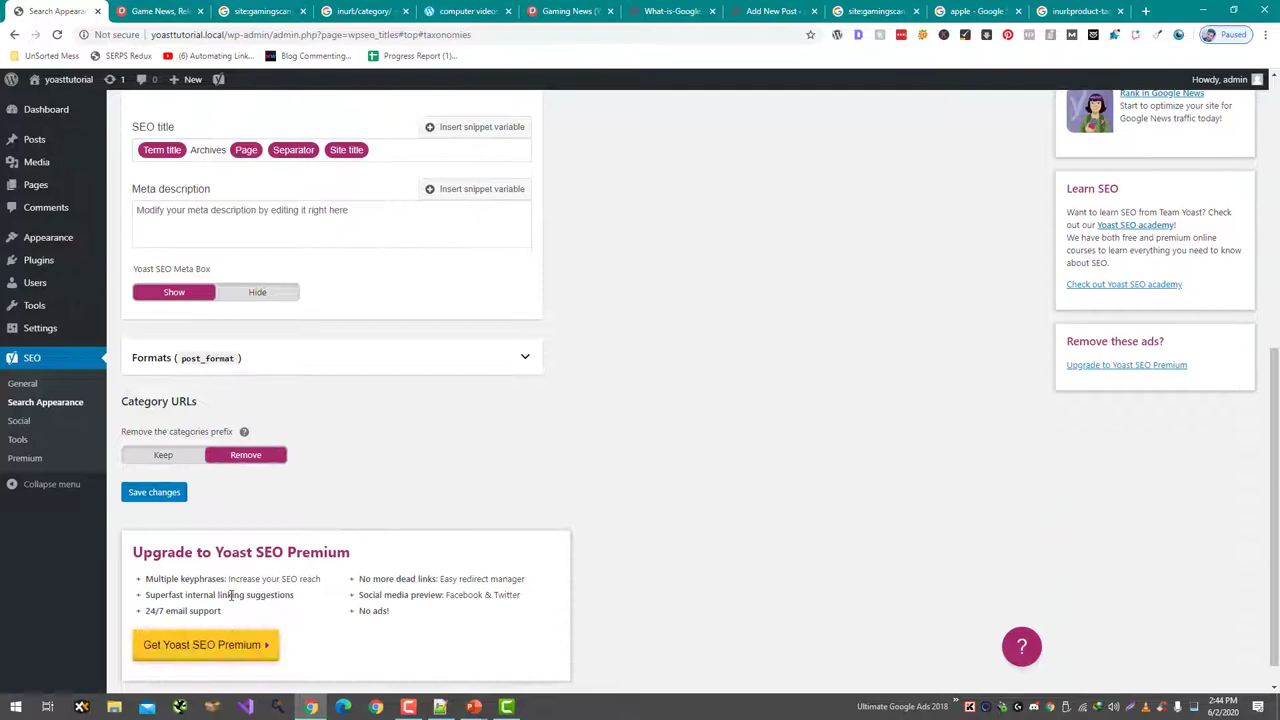 Search Appearance
Game News, Rele
site:gamingscan
inurl/category/
computer videos
Gaming News (
What-is-Google
Add New Post
site:gamingscan
apple - Google S
inurl:product-tag
Not secure
yoasttutorial.local/wp-admin/admin.php?page=wpseo_titles#top#taxonomies
Paused
UnSorted Mess
SERPS Redux
(6) Automating Link...
Blog Commenting...
Progress Report (1)...
yoasttutorial
1
0
New
Howdy, admin
Dashboard
Posts
Media
Pages
Comments
Appearance
Plugins
Users
Tools
Settings
SEO
General
Search Appearance
Social
Tools
Premium
Collapse menu
SEO title
Insert snippet variable
Term title Archives Page Separator Site title
Meta description
Insert snippet variable
Modify your meta description by editing it right here
Yoast SEO Meta Box
Show Hide
Formats ( post_format )
Category URLs
Remove the categories prefix
Keep Remove
Save changes
Upgrade to Yoast SEO Premium
+ Multiple keyphrases: Increase your SEO reach
+ Superfast internal linking suggestions
+ 24/7 email support
+ No more dead links: Easy redirect manager
+ Social media preview: Facebook & Twitter
+ No ads!
Get Yoast SEO Premium
Rank in Google News
Start to optimize your site for
Google News traffic today!
Learn SEO
Want to learn SEO from Team Yoast? Check
out our Yoast SEO academy!
We have both free and premium online
courses to learn everything you need to know
about SEO.
Check out Yoast SEO academy
Remove these ads?
Upgrade to Yoast SEO Premium
?
Ultimate Google Ads 2018
2:44 PM
6/2/2020